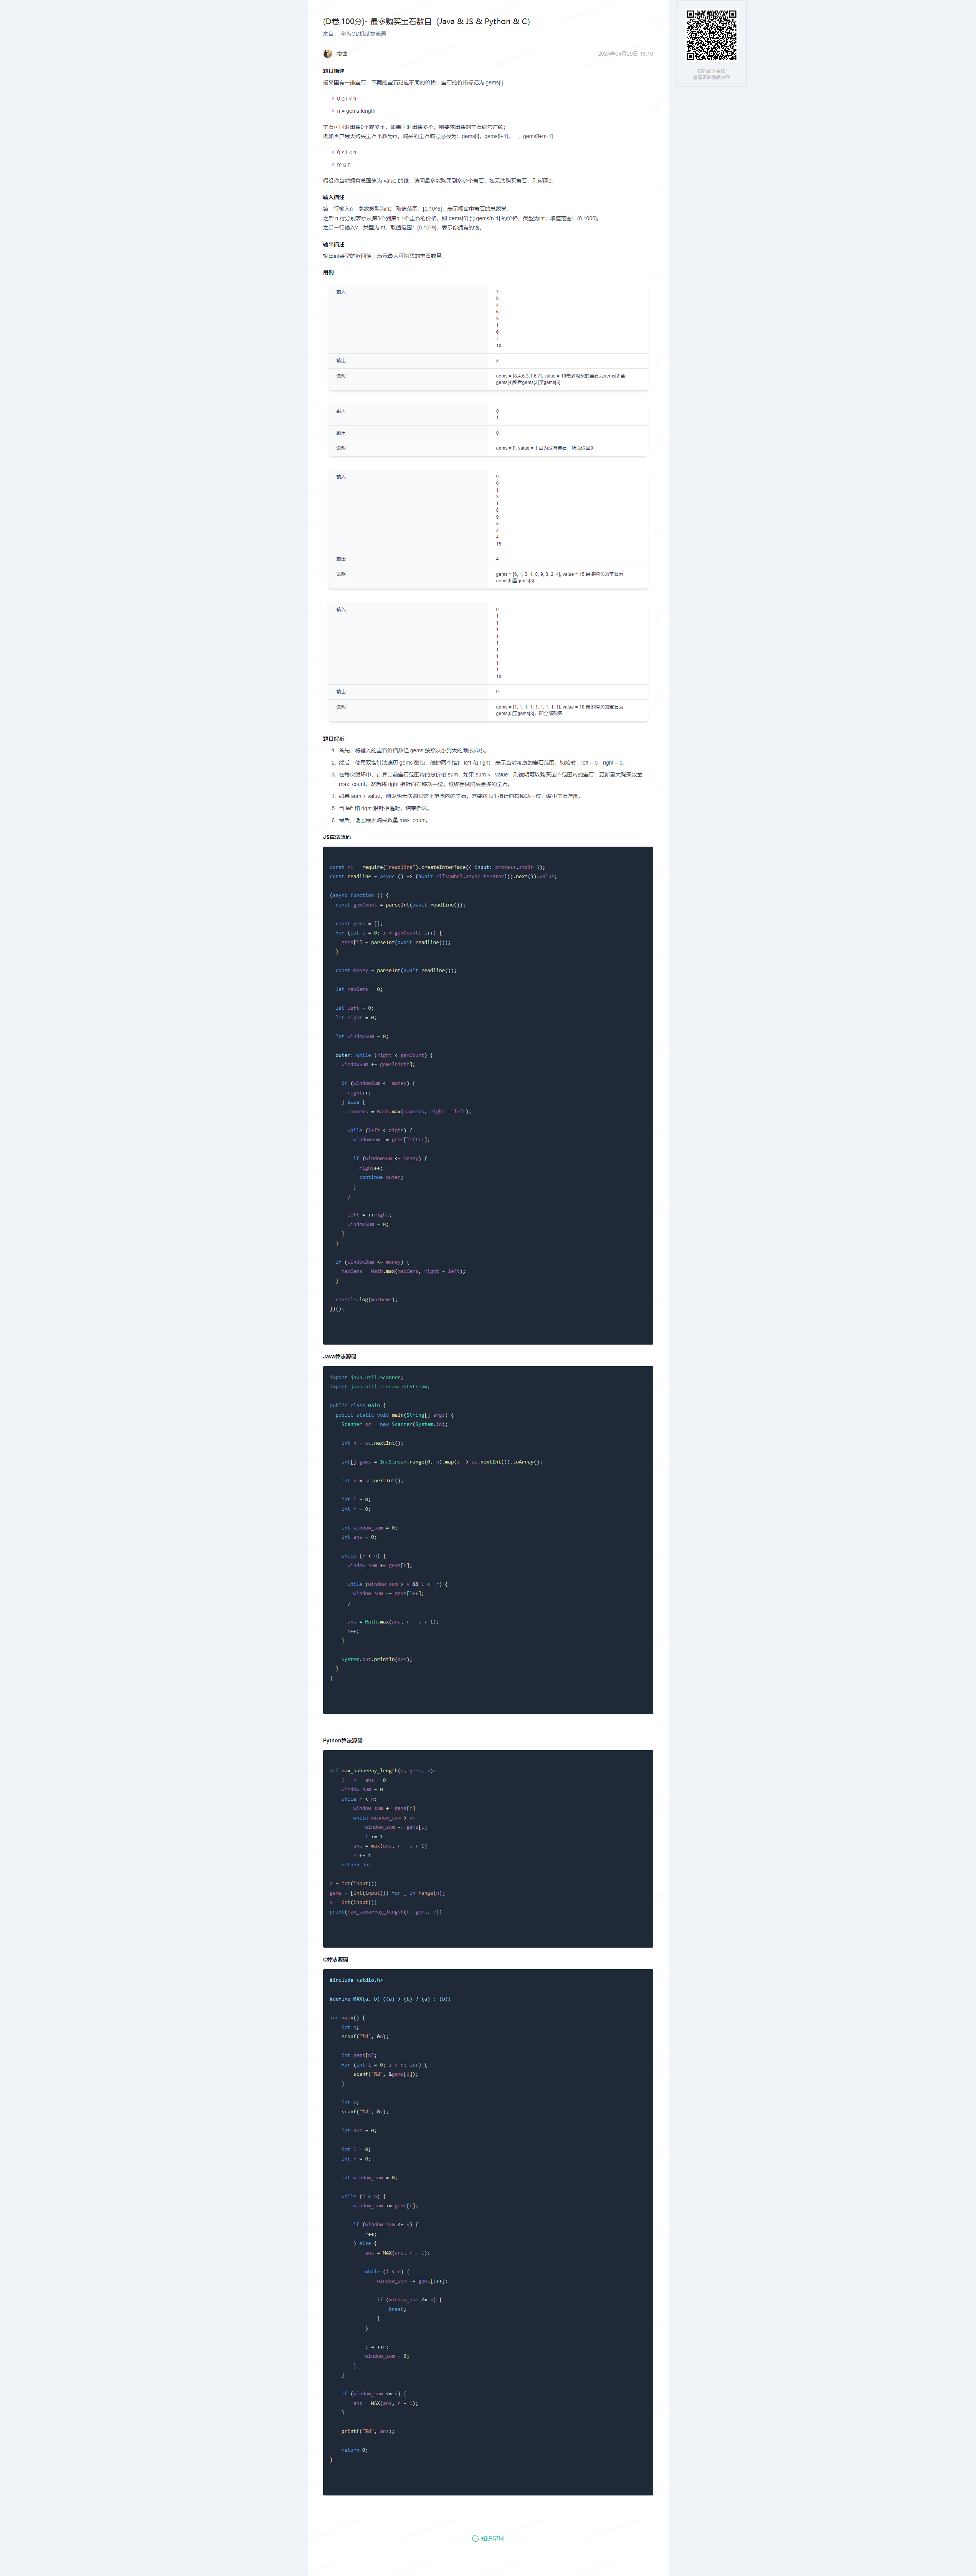 (D卷,100分)- 最多购买宝石数目（Java & JS & Python & C）
来自： 华为OD机试交流圈
2024年04月25日 10:10
扫码加入星球
查看更多优质内容
题目描述
橱窗里有一排宝石，不同的宝石对应不同的价格，宝石的价格标记为 gems[i]
0 ≤ i < n
n = gems.length
宝石可同时出售0个或多个，如果同时出售多个，则要求出售的宝石编号连续；
例如客户最大购买宝石个数为m，购买的宝石编号必须为：gems[i]，gems[i+1]，...，gems[i+m-1]
0 ≤ i < n
m ≤ n
假设你当前拥有总面值为 value 的钱，请问最多能购买到多少个宝石，如无法购买宝石，则返回0。
输入描述
第一行输入n，参数类型为int，取值范围：[0,10^6]，表示橱窗中宝石的总数量。
之后 n 行分别表示从第0个到第n-1个宝石的价格，即 gems[0] 到 gems[n-1] 的价格，类型为int，取值范围：(0,1000]。
之后一行输入v，类型为int，取值范围：[0,10^9]，表示你拥有的钱。
输出描述
输出int类型的返回值，表示最大可购买的宝石数量。
用例
输入
7
8
4
6
3
1
6
7
10
输出
3
说明
gems = [8,4,6,3,1,6,7], value = 10最多购买的宝石为gems[2]至
gems[4]或者gems[3]至gems[5]
输入
0
1
输出
0
说明
gems = [], value = 1 因为没有宝石，所以返回0
输入
9
6
1
3
1
8
9
3
2
4
15
输出
4
说明
gems = [6, 1, 3, 1, 8, 9, 3, 2, 4], value = 15 最多购买的宝石为
gems[0]至gems[3]
输入
9
1
1
1
1
1
1
1
1
1
10
输出
9
说明
gems = [1, 1, 1, 1, 1, 1, 1, 1, 1], value = 10 最多购买的宝石为
gems[0]至gems[8]，即全部购买
题目解析
1. 首先，将输入的宝石价格数组 gems 按照从小到大的顺序排序。
2. 然后，使用双指针法遍历 gems 数组，维护两个指针 left 和 right，表示当前考虑的宝石范围。初始时，left = 0，right = 0。
3. 在每次循环中，计算当前宝石范围内的总价格 sum，如果 sum <= value，则说明可以购买这个范围内的宝石，更新最大购买数量
max_count。然后将 right 指针向右移动一位，继续尝试购买更多的宝石。
4. 如果 sum > value，则说明无法购买这个范围内的宝石，需要将 left 指针向右移动一位，缩小宝石范围。
5. 当 left 和 right 指针相遇时，结束循环。
6. 最后，返回最大购买数量 max_count。
JS算法源码
const rl = require("readline").createInterface({ input: process.stdin });
const readline = async () => (await rl[Symbol.asyncIterator]().next()).value;
(async function () {
const gemCount = parseInt(await readline());
const gems = [];
for (let i = 0; i < gemCount; i++) {
gems[i] = parseInt(await readline());
}
const money = parseInt(await readline());
let maxGems = 0;
let left = 0;
let right = 0;
let windowSum = 0;
outer: while (right < gemCount) {
windowSum += gems[right];
if (windowSum <= money) {
right++;
} else {
maxGems = Math.max(maxGems, right - left);
while (left < right) {
windowSum -= gems[left++];
if (windowSum <= money) {
right++;
continue outer;
}
}
left = ++right;
windowSum = 0;
}
}
if (windowSum <= money) {
maxGems = Math.max(maxGems, right - left);
}
console.log(maxGems);
})();
Java算法源码
import java.util.Scanner;
import java.util.stream.IntStream;
public class Main {
public static void main(String[] args) {
Scanner sc = new Scanner(System.in);
int n = sc.nextInt();
int[] gems = IntStream.range(0, n).map(i -> sc.nextInt()).toArray();
int v = sc.nextInt();
int l = 0;
int r = 0;
int window_sum = 0;
int ans = 0;
while (r < n) {
window_sum += gems[r];
while (window_sum > v && l <= r) {
window_sum -= gems[l++];
}
ans = Math.max(ans, r - l + 1);
r++;
}
System.out.println(ans);
}
}
Python算法源码
def max_subarray_length(n, gems, v):
l = r = ans = 0
window_sum = 0
while r < n:
window_sum += gems[r]
while window_sum > v:
window_sum -= gems[l]
l += 1
ans = max(ans, r - l + 1)
r += 1
return ans
n = int(input())
gems = [int(input()) for _ in range(n)]
v = int(input())
print(max_subarray_length(n, gems, v))
C算法源码
#include <stdio.h>
#define MAX(a, b) ((a) > (b) ? (a) : (b))
int main() {
int n;
scanf("%d", &n);
int gems[n];
for (int i = 0; i < n; i++) {
scanf("%d", &gems[i]);
}
int v;
scanf("%d", &v);
int ans = 0;
int l = 0;
int r = 0;
int window_sum = 0;
while (r < n) {
window_sum += gems[r];
if (window_sum <= v) {
r++;
} else {
ans = MAX(ans, r - l);
while (l < r) {
window_sum -= gems[l++];
if (window_sum <= v) {
break;
}
}
l = ++r;
window_sum = 0;
}
}
if (window_sum <= v) {
ans = MAX(ans, r - l);
}
printf("%d", ans);
return 0;
}
知识星球